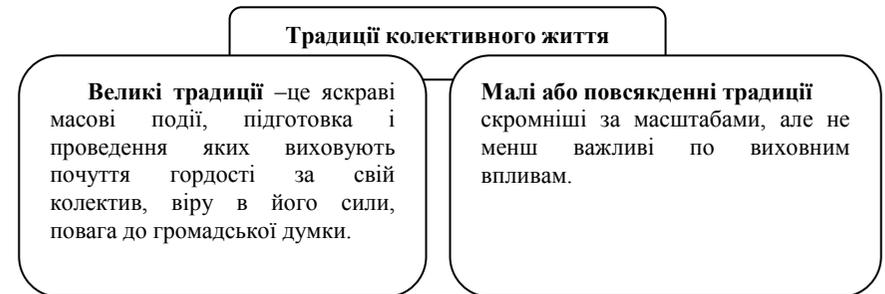 Традиції колективного життя
Великі традиції –це яскраві
масові події, підготовка і
проведення яких виховують
почуття гордості за свій
колектив, віру в його сили,
повага до громадської думки.
Малі або повсякденні традиції
скромніші за масштабами, але не
менш важливі по виховним
впливам.